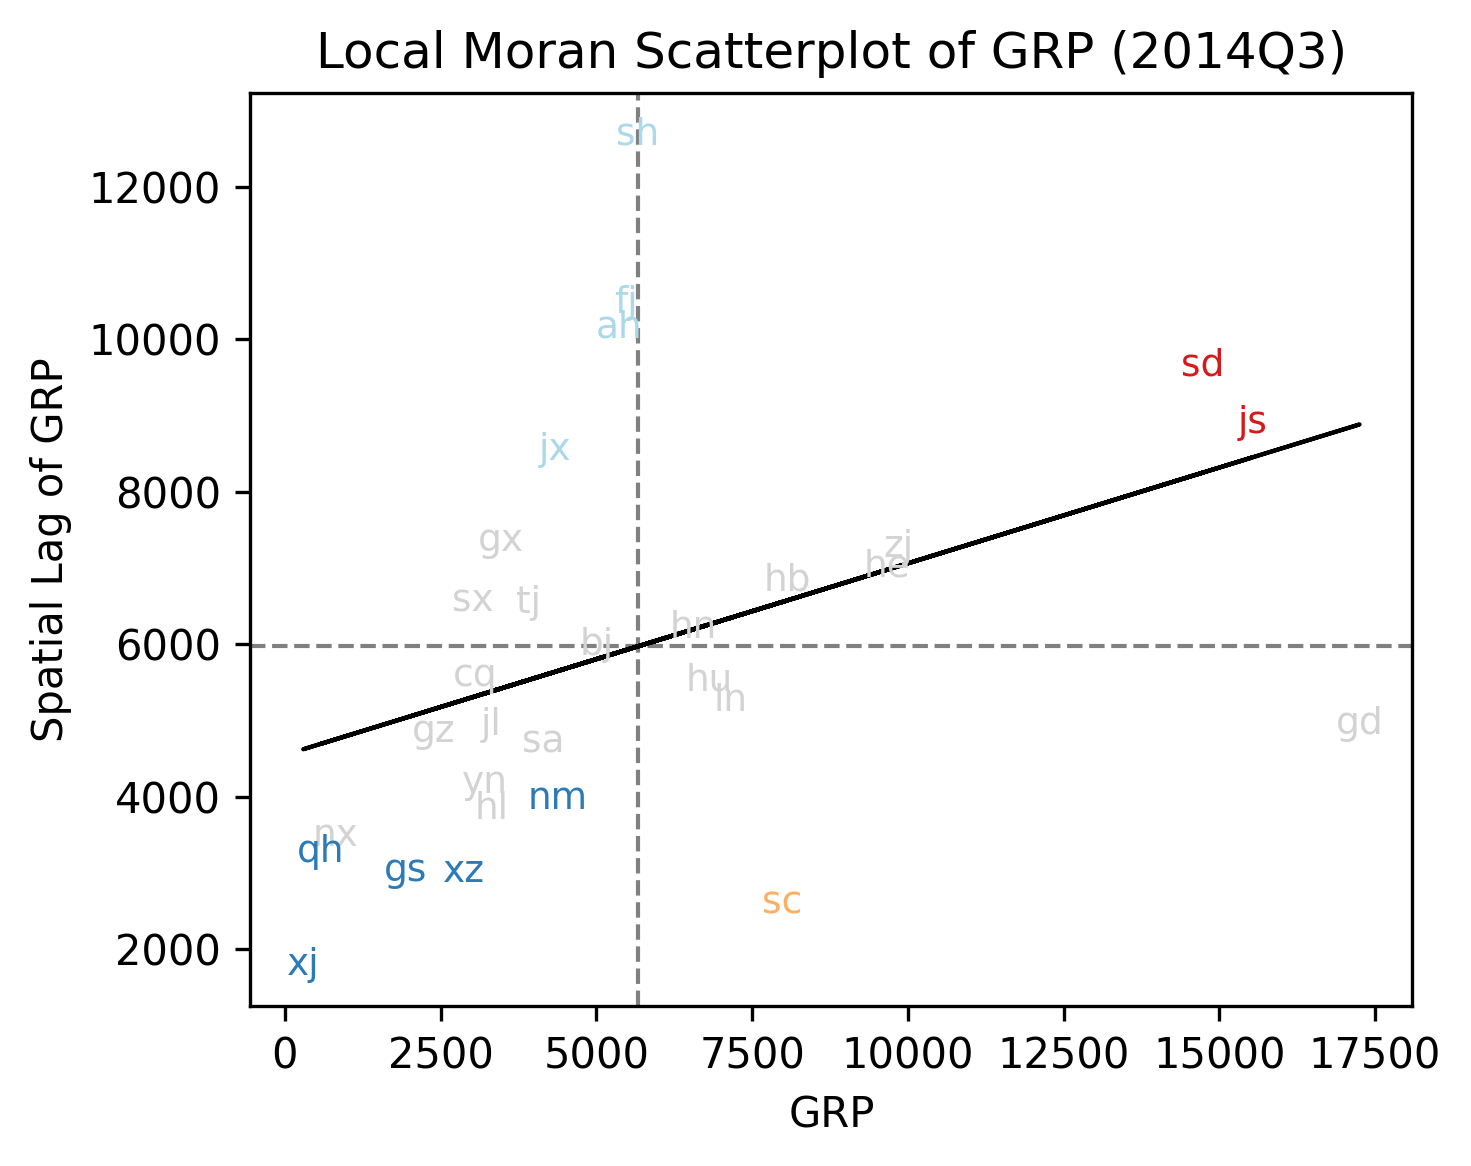 Local Moran Scatterplot of GRP (2014Q3)
Spatial Lag of GRP
12000
10000
8000
6000
4000
2000
sh
fj
ah
sd
js
jx
gx
zj
he
hb
sx
tj
hn
bj
cq
hu
ln
gd
jl
gz
sa
yn
nm
hl
nx
qh
gs
xz
sc
xj
0
2500
5000
7500
10000
12500
15000
17500
GRP